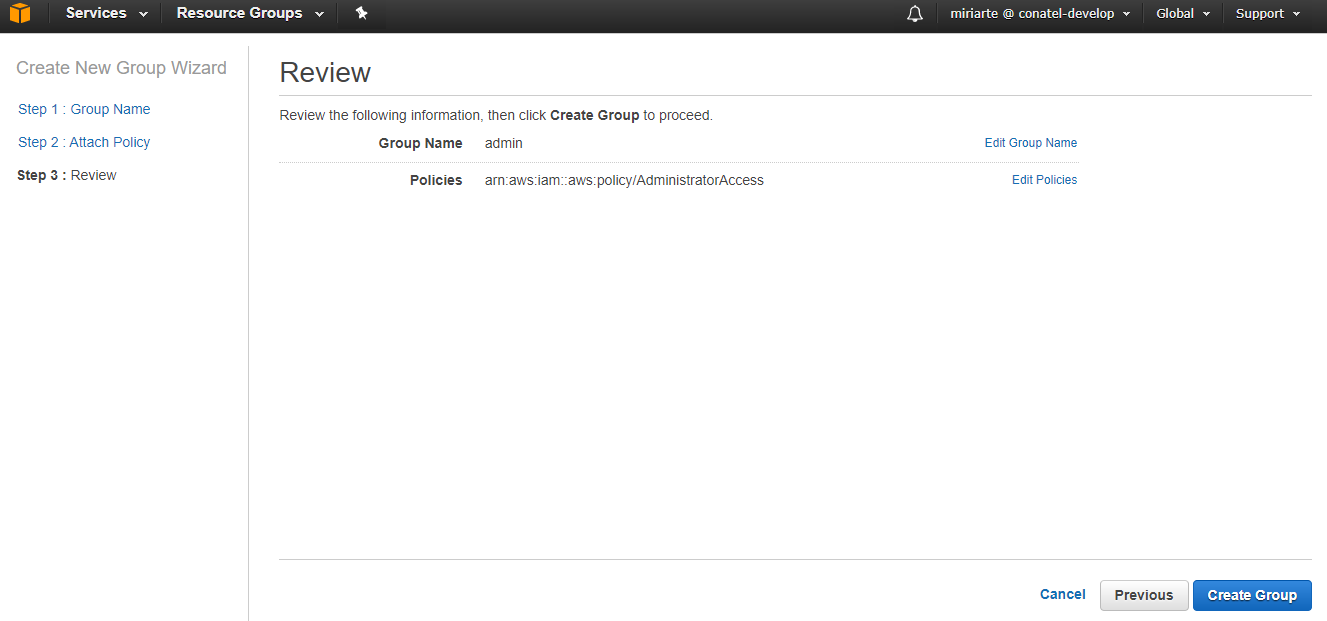 Services Resource Groups miriarte @ conatel-develop Global Support
Create New Group Wizard
Step 1 : Group Name
Step 2 : Attach Policy
Step 3 : Review
Review
Review the following information, then click Create Group to proceed.
Group Name admin Edit Group Name
Policies arn:aws:iam::aws:policy/AdministratorAccess Edit Policies
Cancel Previous Create Group